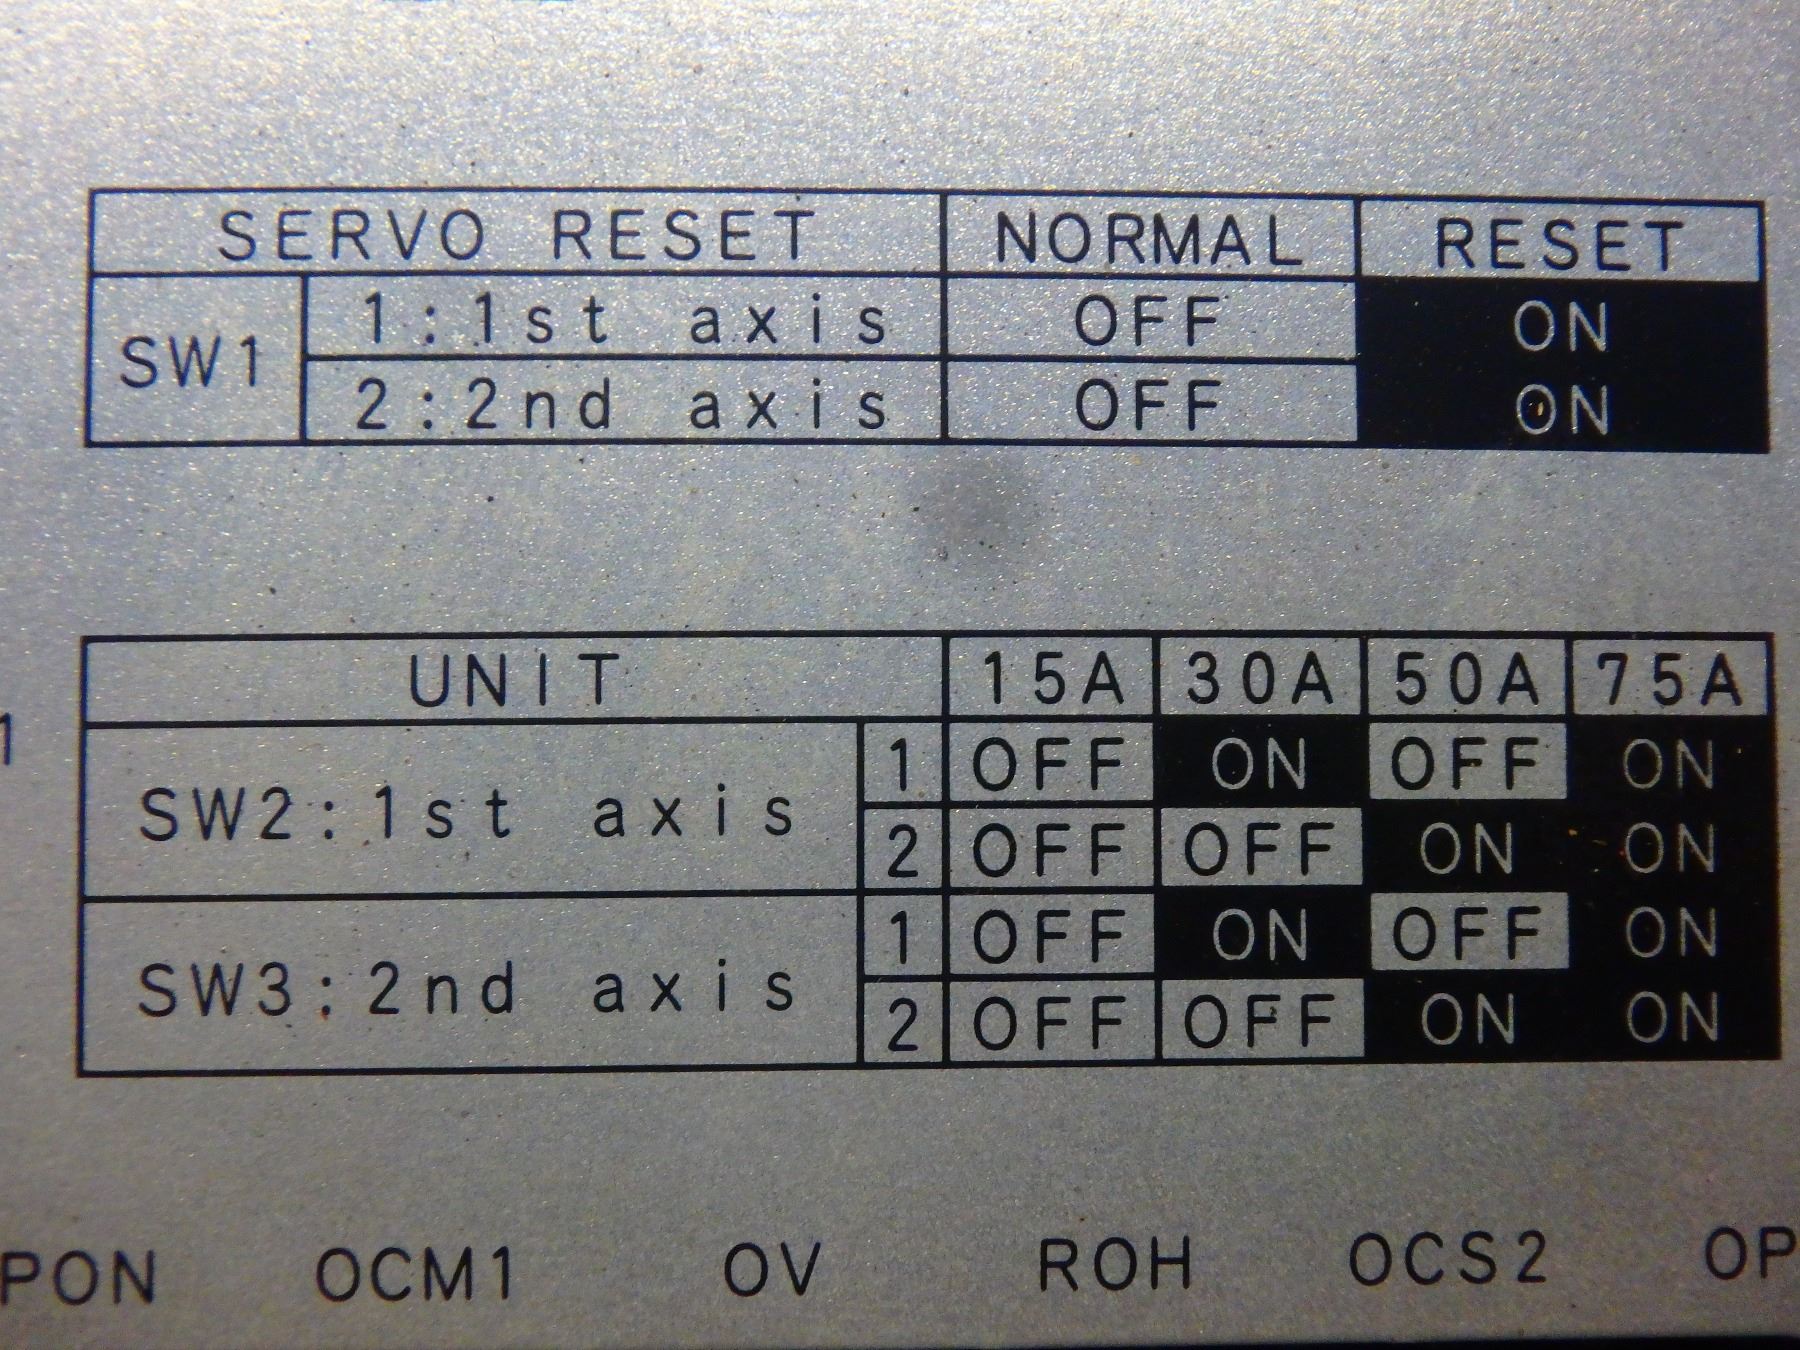 SERVO RESET NORMAL RESET
SW1 1:1st axis OFF ON
2:2nd axis OFF ON
UNIT 15A 30A 50A 75A
1
SW2:1st axis 1 OFF ON OFF ON
2 OFF OFF ON ON
SW3:2nd axis 1 OFF ON OFF ON
2 OFF OFF ON ON
PON OCM1 OV ROH OCS2 OP